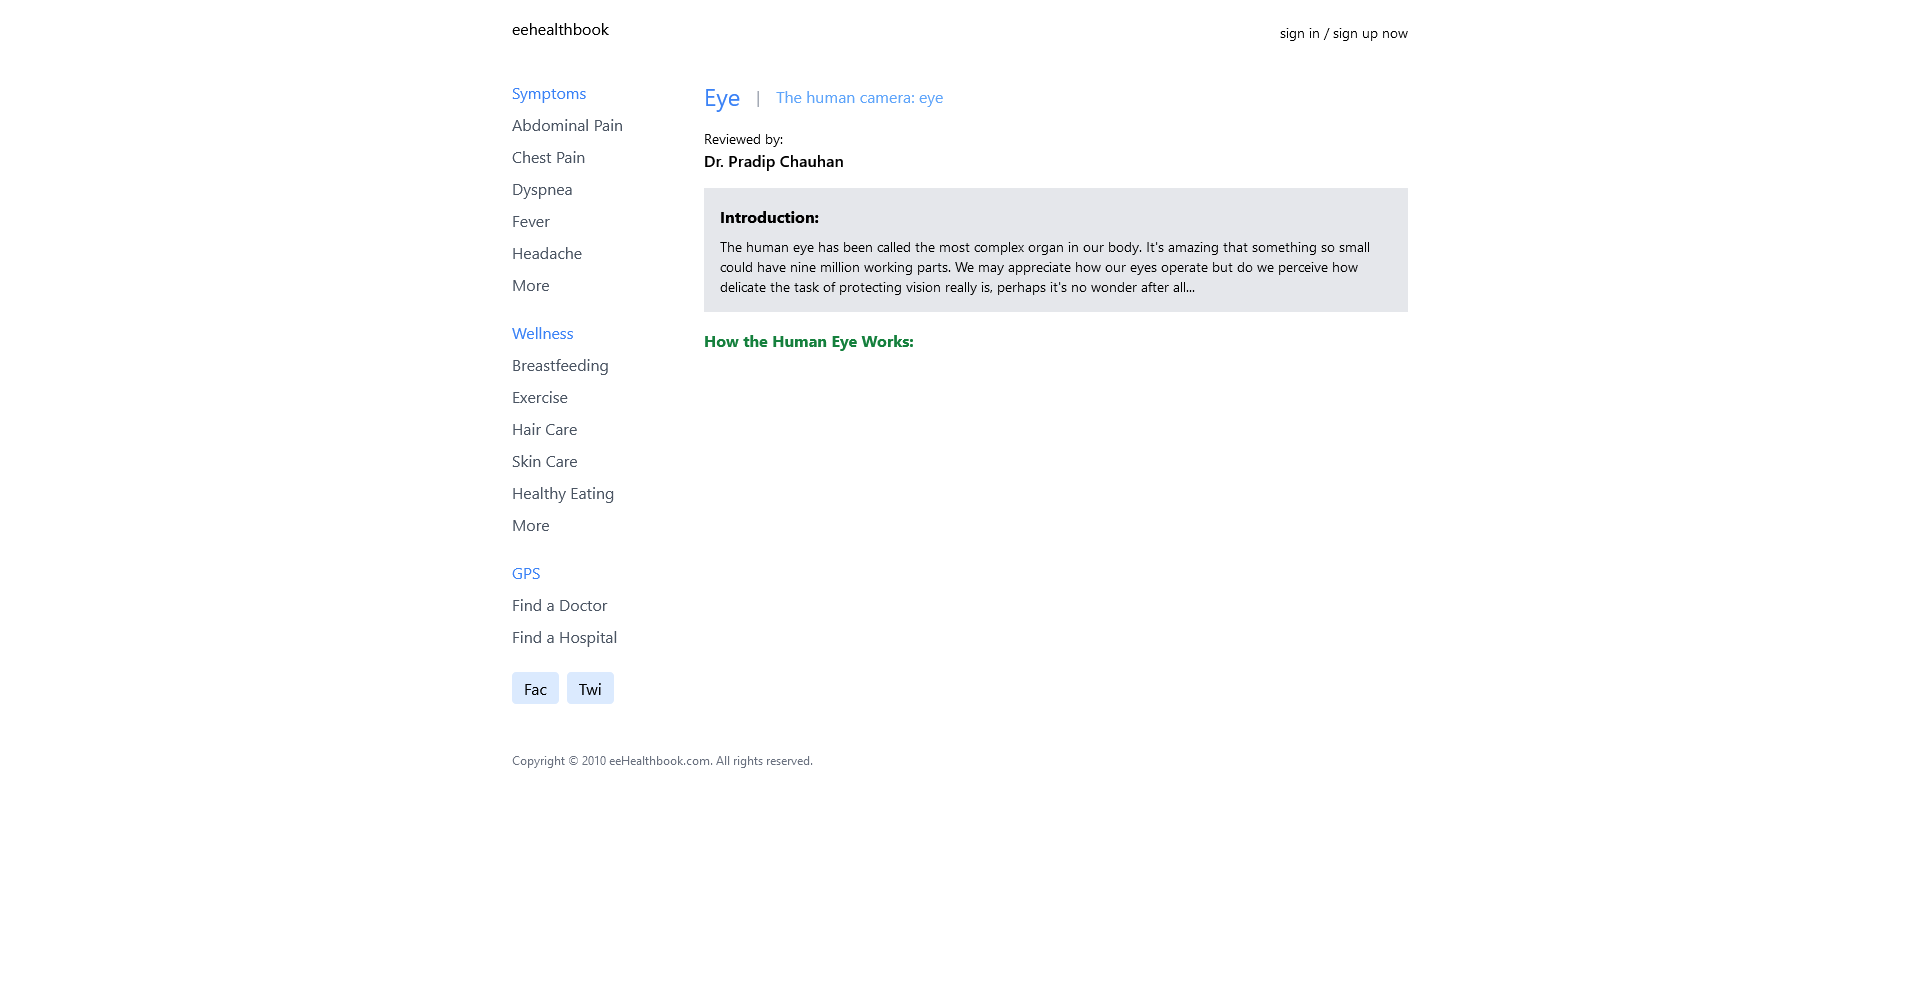 eehealthbook
sign in / sign up now
Symptoms
Abdominal Pain
Chest Pain
Dyspnea
Fever
Headache
More
Wellness
Breastfeeding
Exercise
Hair Care
Skin Care
Healthy Eating
More
GPS
Find a Doctor
Find a Hospital
Fac Twi
Eye | The human camera: eye
Reviewed by:
Dr. Pradip Chauhan
Introduction:
The human eye has been called the most complex organ in our body. It's amazing that something so small
could have nine million working parts. We may appreciate how our eyes operate but do we perceive how
delicate the task of protecting vision really is, perhaps it's no wonder after all...
How the Human Eye Works:
Copyright © 2010 eeHealthbook.com. All rights reserved.